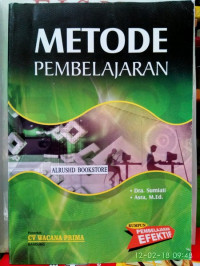 METODE
PEMBELAJARAN
ALRUSHD BOOKSTORE
• Dra. Sumiati
• Asra, M.Ed.
CV WACANA PRIMA
PEMBELAJARAN
EFEKTIF
12-02-18 09:48